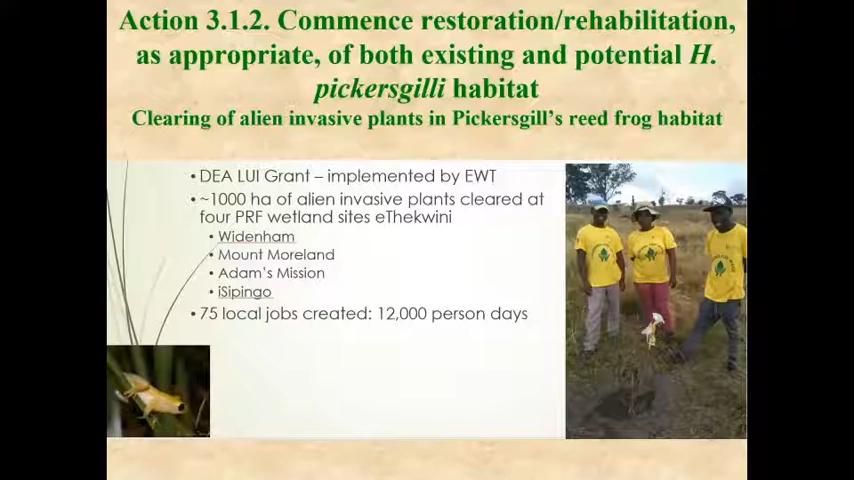 Action 3.1.2. Commence restoration/rehabilitation,
as appropriate, of both existing and potential H.
pickersgilli habitat
Clearing of alien invasive plants in Pickersgill's reed frog habitat
• DEA LUI Grant – implemented by EWT
• ~1000 ha of alien invasive plants cleared at
four PRF wetland sites eThekwini
• Widenham
• Mount Moreland
• Adam's Mission
• iSipingo
• 75 local jobs created: 12,000 person days